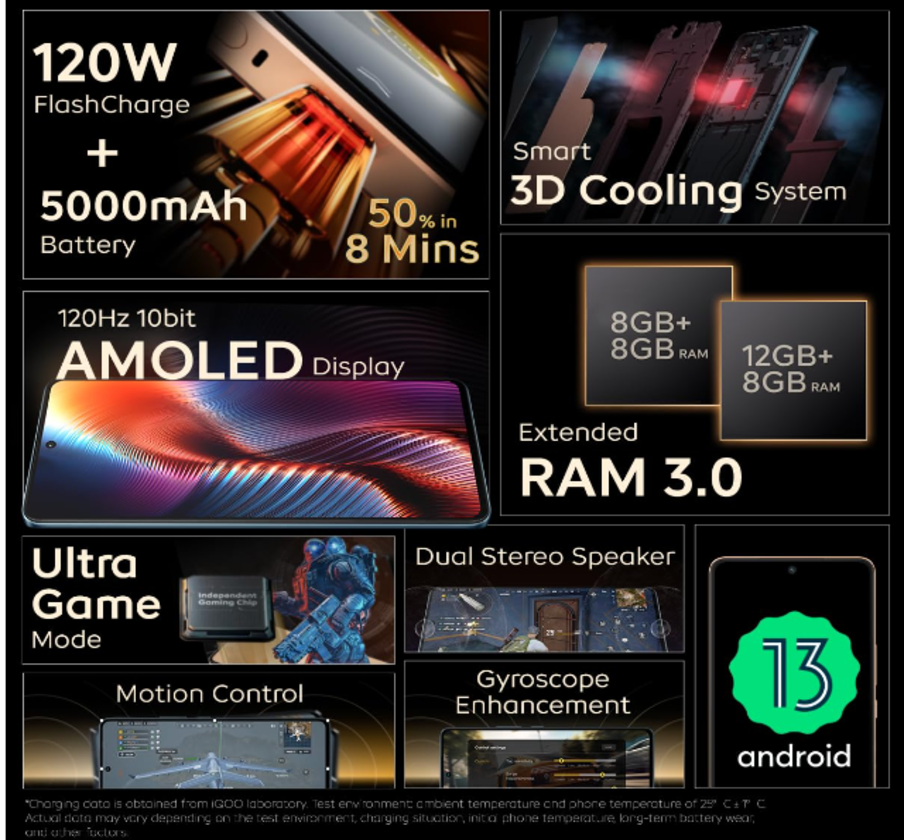 120W
FlashCharge
+
5000mAh
Battery
50% in
8 Mins
Smart
3D Cooling System
120Hz 10bit
AMOLED Display
8GB+
8GB RAM
12GB+
8GB RAM
Extended
RAM 3.0
Ultra
Game
Mode
Independent
Gaming Chip
Dual Stereo Speaker
Motion Control
Gyroscope
Enhancement
13
android
*Charging data is obtained from iQOO laboratory. Test environment: ambient temperature and phone temperature of 25° C ± 1° C.
Actual data may vary depending on the test environment, charging situation, initial phone temperature, long-term battery wear,
and other factors.